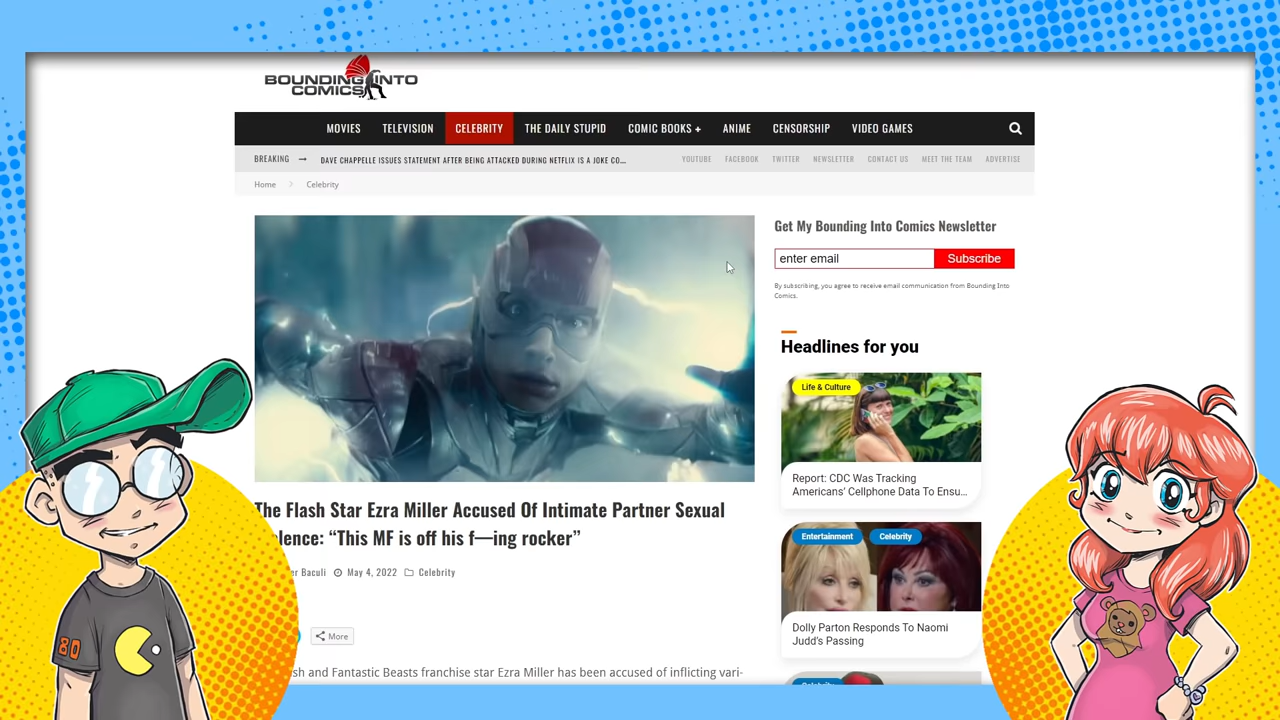 BOUNDING INTO
COMICS
MOVIES TELEVISION CELEBRITY THE DAILY STUPID COMIC BOOKS + ANIME CENSORSHIP VIDEO GAMES
BREAKING → DAVE CHAPPELLE ISSUES STATEMENT AFTER BEING ATTACKED DURING NETFLIX IS A JOKE CO... YOUTUBE FACEBOOK TWITTER NEWSLETTER CONTACT US MEET THE TEAM ADVERTISE
Home > Celebrity
The Flash Star Ezra Miller Accused Of Intimate Partner Sexual
lence: “This MF is off his f—ing rocker”
er Baculi May 4, 2022 Celebrity
More
sh and Fantastic Beasts franchise star Ezra Miller has been accused of inflicting vari-
Get My Bounding Into Comics Newsletter
enter email Subscribe
By subscribing, you agree to receive email communication from Bounding Into
Comics.
Headlines for you
Life & Culture
Report: CDC Was Tracking
Americans’ Cellphone Data To Ensu...
Entertainment Celebrity
Dolly Parton Responds To Naomi
Judd’s Passing
Celebrity
80